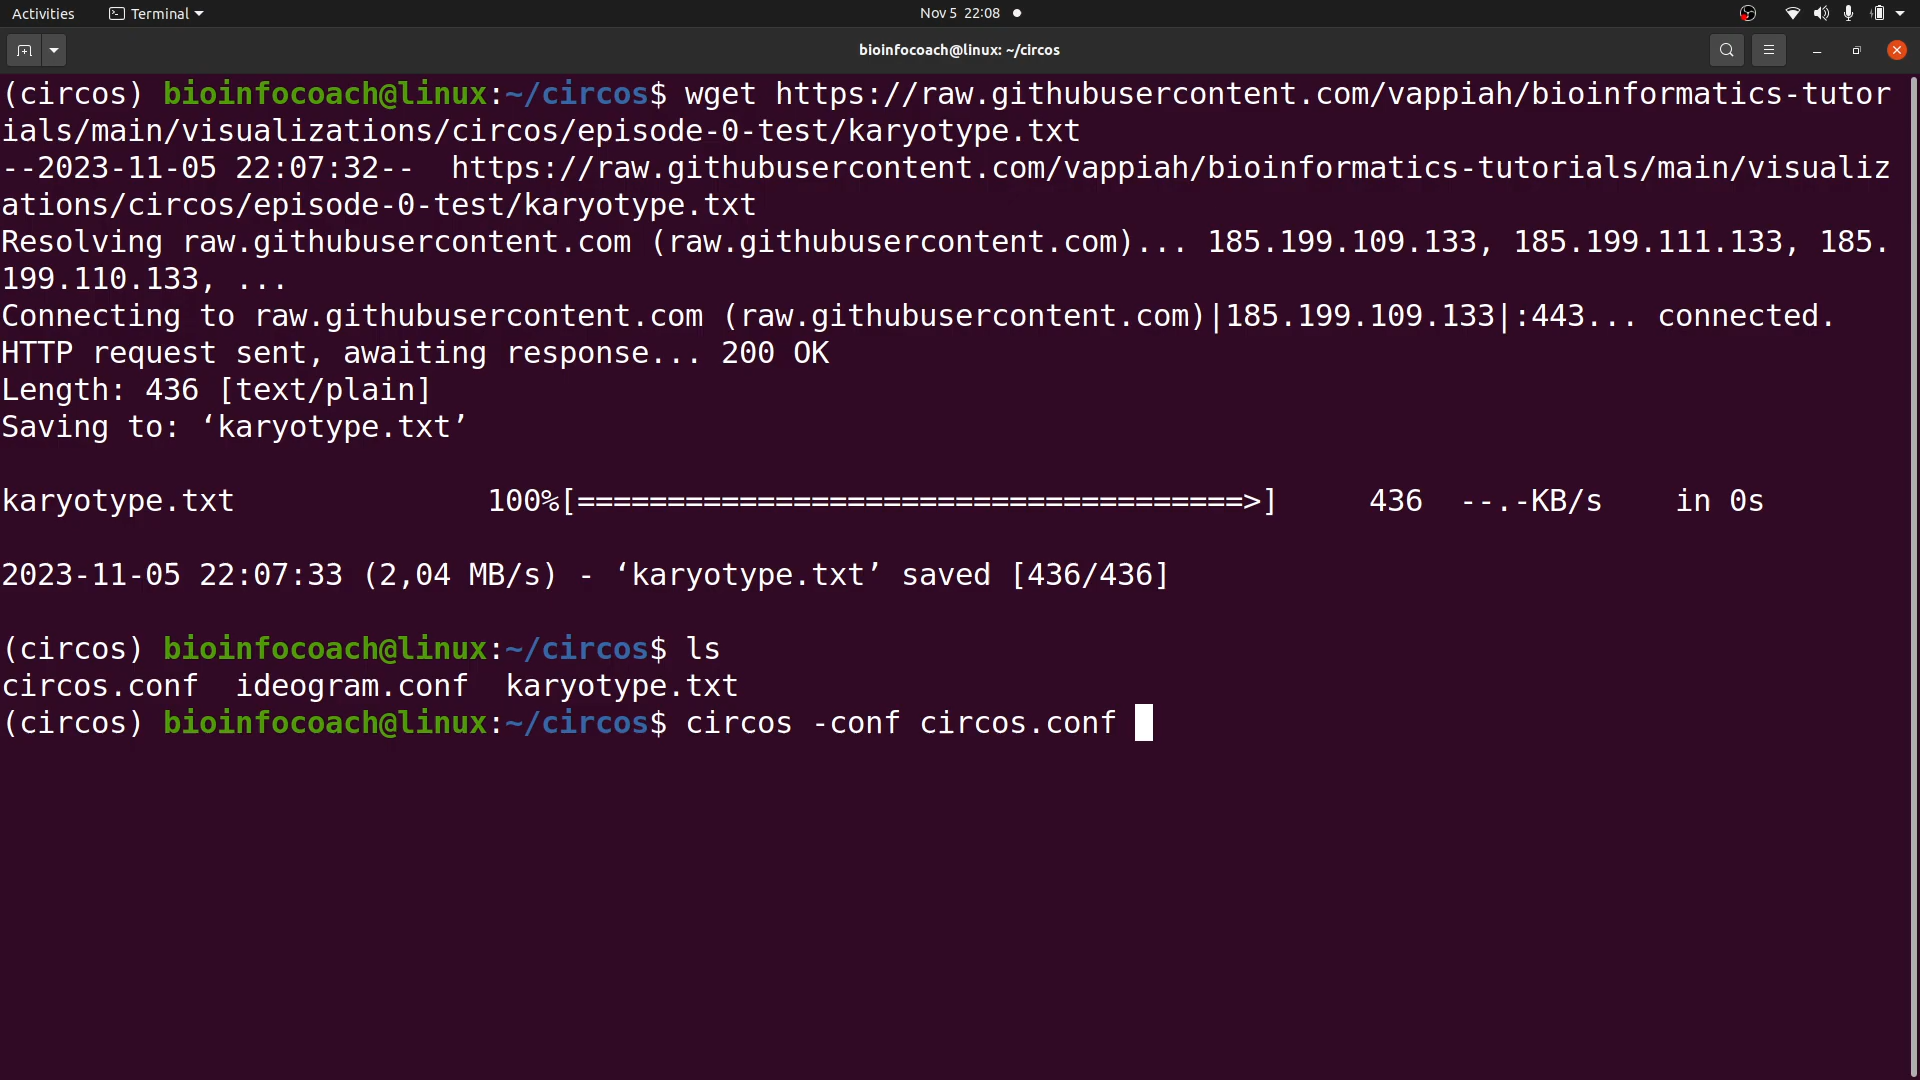 Activities Terminal Nov 5 22:08
bioinfocoach@linux: ~/circos
(circos) bioinfocoach@linux:~/circos$ wget https://raw.githubusercontent.com/vappiah/bioinformatics-tutor
ials/main/visualizations/circos/episode-0-test/karyotype.txt
--2023-11-05 22:07:32--  https://raw.githubusercontent.com/vappiah/bioinformatics-tutorials/main/visualiz
ations/circos/episode-0-test/karyotype.txt
Resolving raw.githubusercontent.com (raw.githubusercontent.com)... 185.199.109.133, 185.199.111.133, 185.
199.110.133, ...
Connecting to raw.githubusercontent.com (raw.githubusercontent.com)|185.199.109.133|:443... connected.
HTTP request sent, awaiting response... 200 OK
Length: 436 [text/plain]
Saving to: ‘karyotype.txt’
karyotype.txt              100%[=====================================>]     436  --.-KB/s    in 0s
2023-11-05 22:07:33 (2,04 MB/s) - ‘karyotype.txt’ saved [436/436]
(circos) bioinfocoach@linux:~/circos$ ls
circos.conf  ideogram.conf  karyotype.txt
(circos) bioinfocoach@linux:~/circos$ circos -conf circos.conf